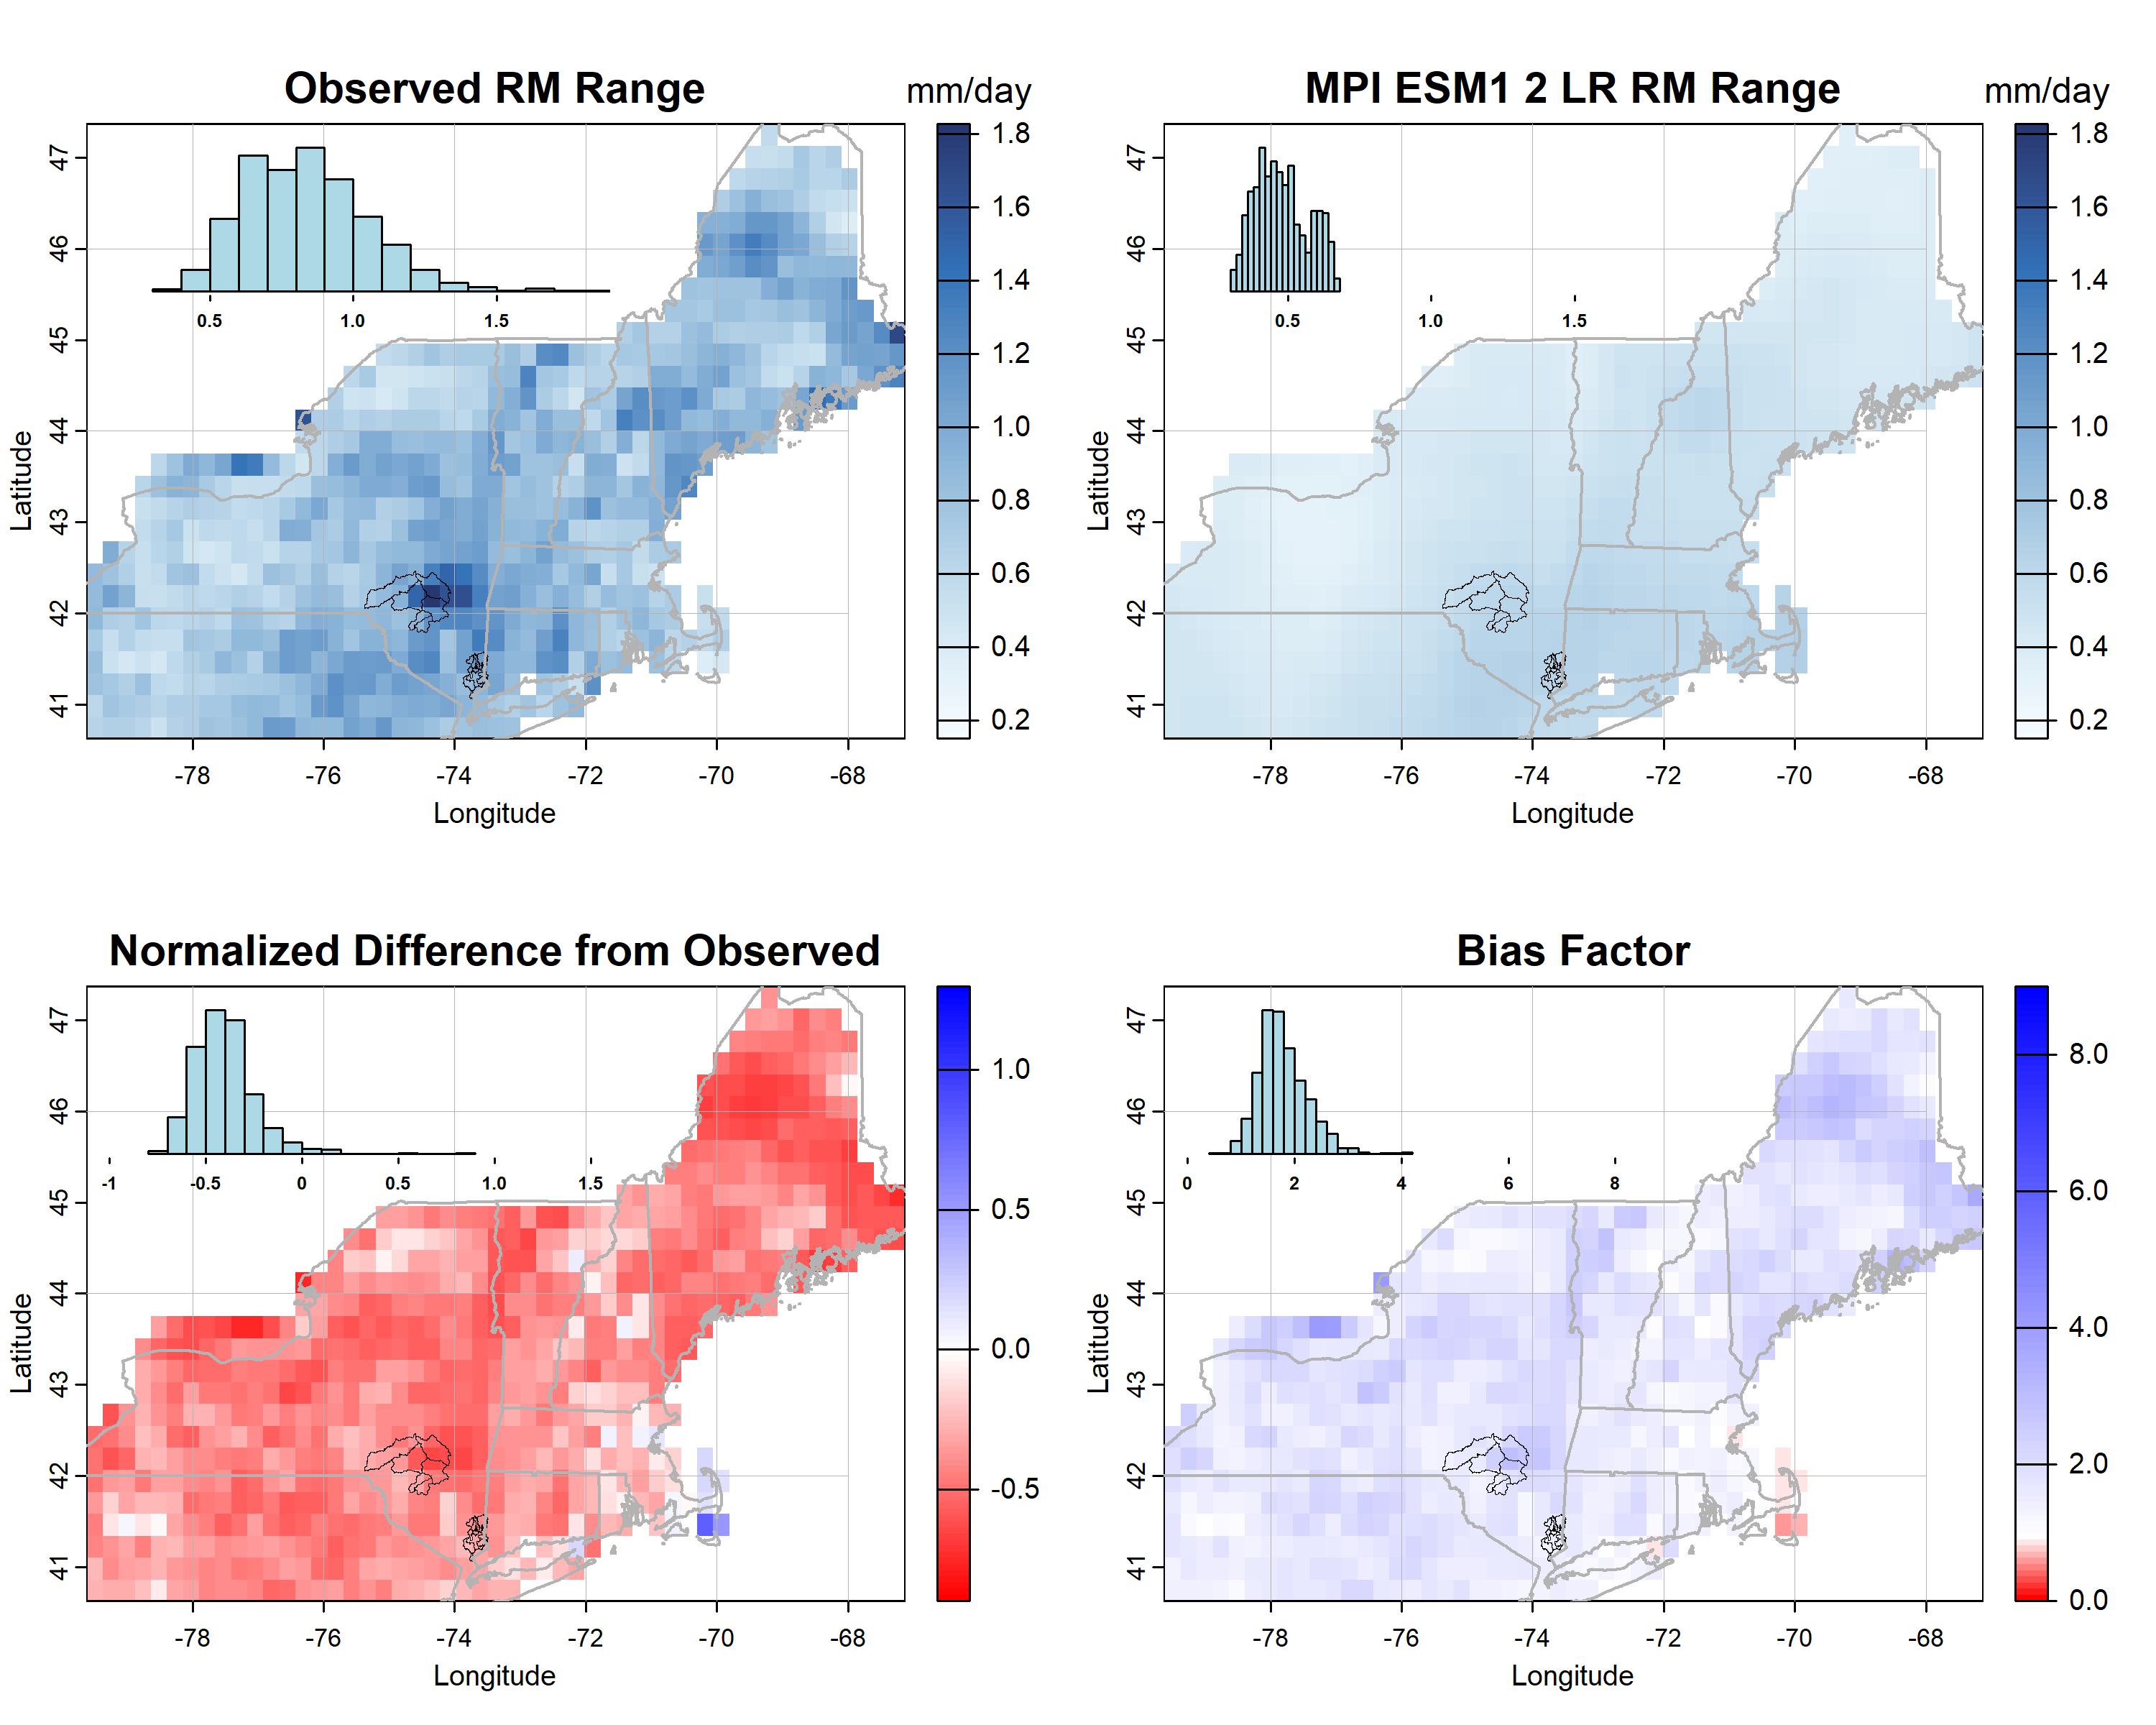 Observed RM Range
mm/day
47
46
45
44
43
42
41
Latitude
0.5 1.0 1.5
1.8
1.6
1.4
1.2
1.0
0.8
0.6
0.4
0.2
-78 -76 -74 -72 -70 -68
Longitude
MPI ESM1 2 LR RM Range
mm/day
47
46
45
44
43
42
41
Latitude
0.5 1.0 1.5
1.8
1.6
1.4
1.2
1.0
0.8
0.6
0.4
0.2
-78 -76 -74 -72 -70 -68
Longitude
Normalized Difference from Observed
47
46
45
44
43
42
41
Latitude
-1 -0.5 0 0.5 1.0 1.5
1.0
0.5
0.0
-0.5
-78 -76 -74 -72 -70 -68
Longitude
Bias Factor
47
46
45
44
43
42
41
Latitude
0 2 4 6 8
8.0
6.0
4.0
2.0
0.0
-78 -76 -74 -72 -70 -68
Longitude